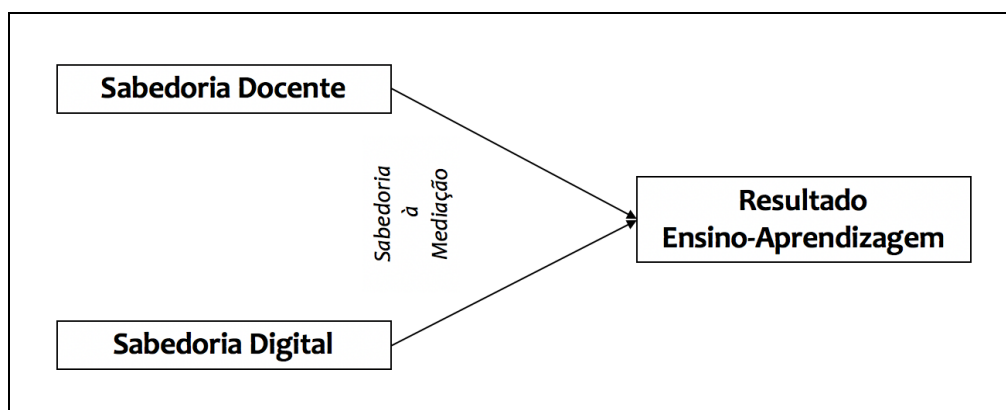 Sabedoria Docente
Sabedoria
à
Mediação
Resultado
Ensino-Aprendizagem
Sabedoria Digital